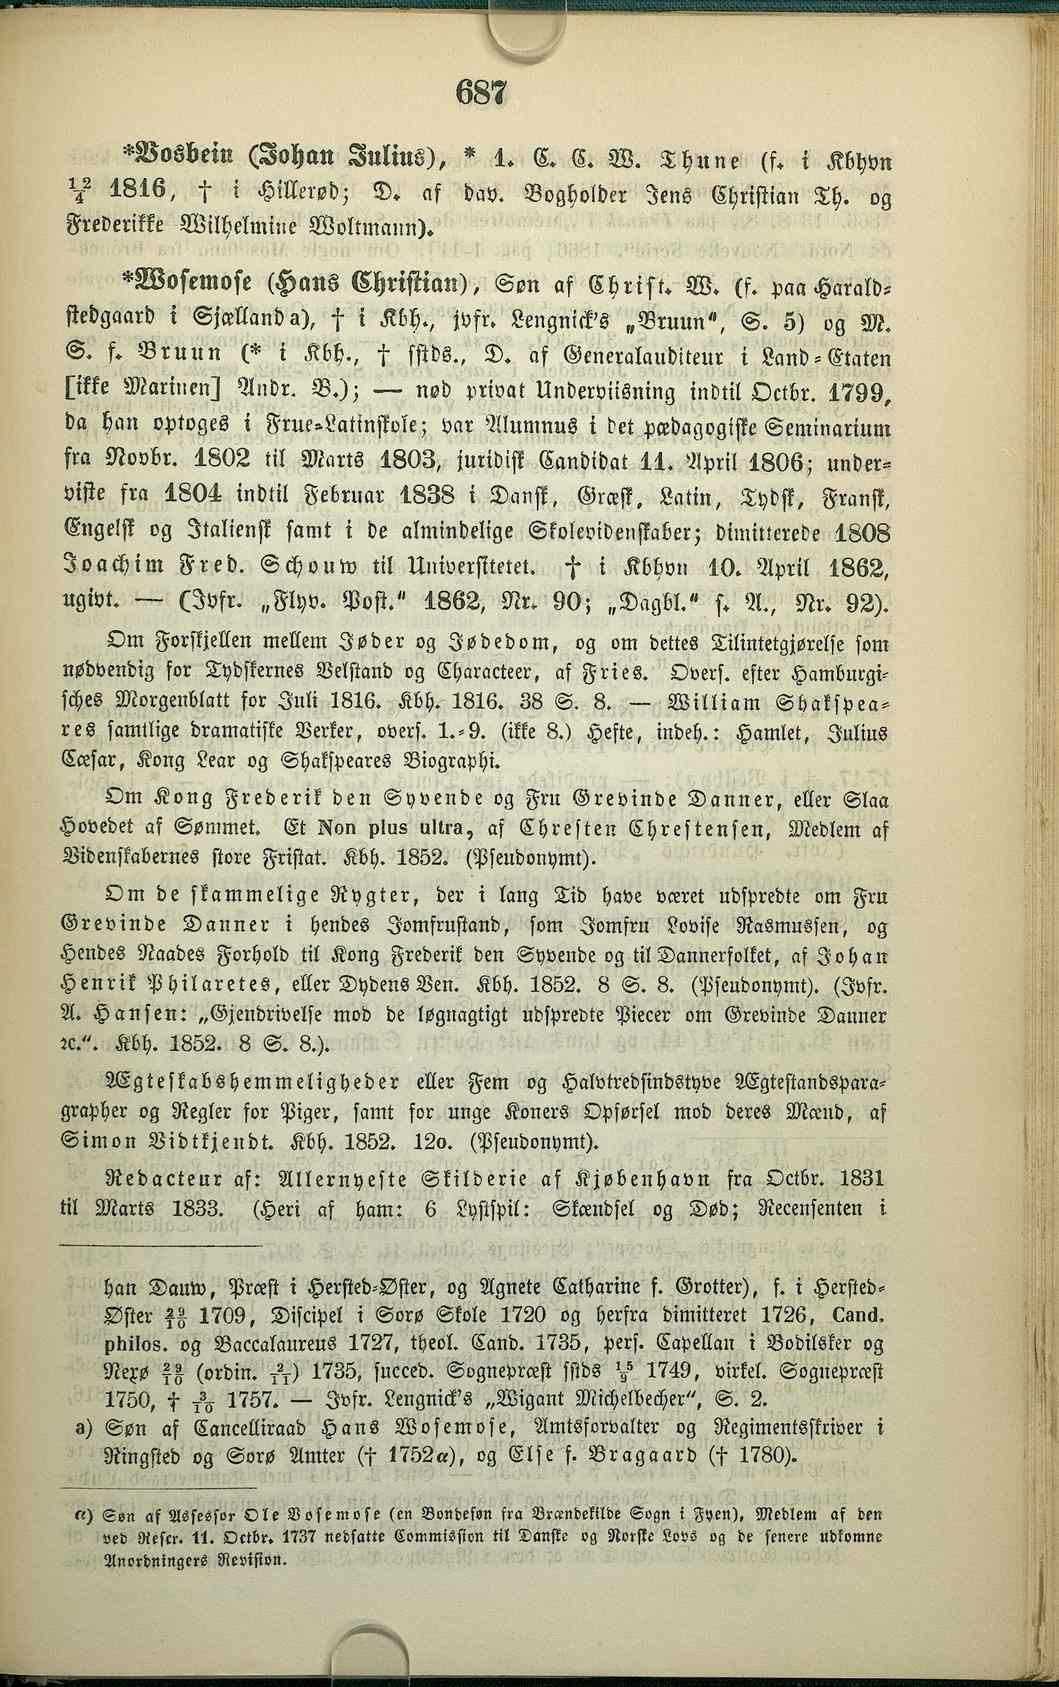 687
*Vosbein (Johan Julius), * 1. C. C. W. Thune (f. i Kbhvn
12/4 1816, † i Hillerød; D. af dav. Bogholder Jens Christian Th. og
Frederikke Wilhelmine Woltmann).
*Wosemose (Hans Christian), Søn af Christ. W. (f. paa Harald-
stedgaard i Sjælland a), † i Kbh., jvfr. Lengnick's „Bruun", S. 5) og M.
S. f. Bruun (* i Kbh., † sstds., D. af Generalauditeur i Land-Etaten
[ikke Marinen] Andr. B.); — nød privat Underviisning indtil Octbr. 1799,
da han optoges i Frue-Latinskole; var Alumnus i det pædagogiske Seminarium
fra Novbr. 1802 til Marts 1803, juridisk Candidat 11. April 1806; under-
viste fra 1804 indtil Februar 1838 i Dansk, Græsk, Latin, Tydsk, Fransk,
Engelsk og Italiensk samt i de almindelige Skolevidenskaber; dimitterede 1808
Joachim Fred. Schouw til Universitetet. † i Kbhvn 10. April 1862,
ugivt. — (Jvfr. „Flyv. Post." 1862, Nr. 90; „Dagbl." s. A., Nr. 92).
Om Forskjellen mellem Jøder og Jødedom, og om dettes Tilintetgjørelse som
nødvendig for Tydskernes Velstand og Characteer, af Fries. Overs. efter Hamburgi-
sches Morgenblatt for Juli 1816. Kbh. 1816. 38 S. 8. — William Shakspea-
res samtlige dramatiske Verker, overs. 1.-9. (ikke 8.) Hefte, indeh.: Hamlet, Julius
Cæsar, Kong Lear og Shakspeares Biographi.
Om Kong Frederik den Syvende og Fru Grevinde Danner, eller Slaa
Hovedet af Sømmet. Et Non plus ultra, af Chresten Chrestensen, Medlem af
Videnskabernes store Fristat. Kbh. 1852. (Pseudonymt).
Om de skammelige Rygter, der i lang Tid have været udspredte om Fru
Grevinde Danner i hendes Jomfrustand, som Jomfru Lovise Rasmussen, og
Hendes Naades Forhold til Kong Frederik den Syvende og til Dannerfolket, af Johan
Henrik Philaretes, eller Dydens Ven. Kbh. 1852. 8 S. 8. (Pseudonymt). (Jvfr.
A. Hansen: „Gjendrivelse mod de løgnagtigt udspredte Piecer om Grevinde Danner
ꝛc.". Kbh. 1852. 8 S. 8.).
Ægteskabshemmeligheder eller Fem og Halvtredsindstyve Ægtestandspara-
grapher og Regler for Piger, samt for unge Koners Opførsel mod deres Mænd, af
Simon Vidtkjendt. Kbh. 1852. 12o. (Pseudonymt).
Redacteur af: Allernyeste Skilderie af Kjøbenhavn fra Octbr. 1831
til Marts 1833. (Heri af ham: 6 Lystspil: Skændsel og Død; Recensenten i
han Dauw, Præst i Hersted-Øster, og Agnete Catharine f. Grotter), f. i Hersted-
Øster 29/10 1709, Discipel i Sorø Skole 1720 og herfra dimitteret 1726, Cand.
philos. og Baccalaureus 1727, theol. Cand. 1735, pers. Capellan i Bodilsker og
Nexø 29/10 (ordin. 2/11) 1735, succed. Sognepræst sstds 15/9 1749, virkel. Sognepræst
1750, † 3/10 1757. — Jvfr. Lengnick's „Wigant Michelbecher", S. 2.
a) Søn af Cancelliraad Hans Wosemose, Amtsforvalter og Regimentsskriver i
Ringsted og Sorø Amter († 1752 α), og Else f. Bragaard († 1780).
α) Søn af Assessor Ole Vosemose (en Bondesøn fra Brændekilde Sogn i Fyen), Medlem af den
ved Rescr. 11. Octbr. 1737 nedsatte Commission til Danske og Norske Lovs og de senere udkomne
Anordningers Revision.